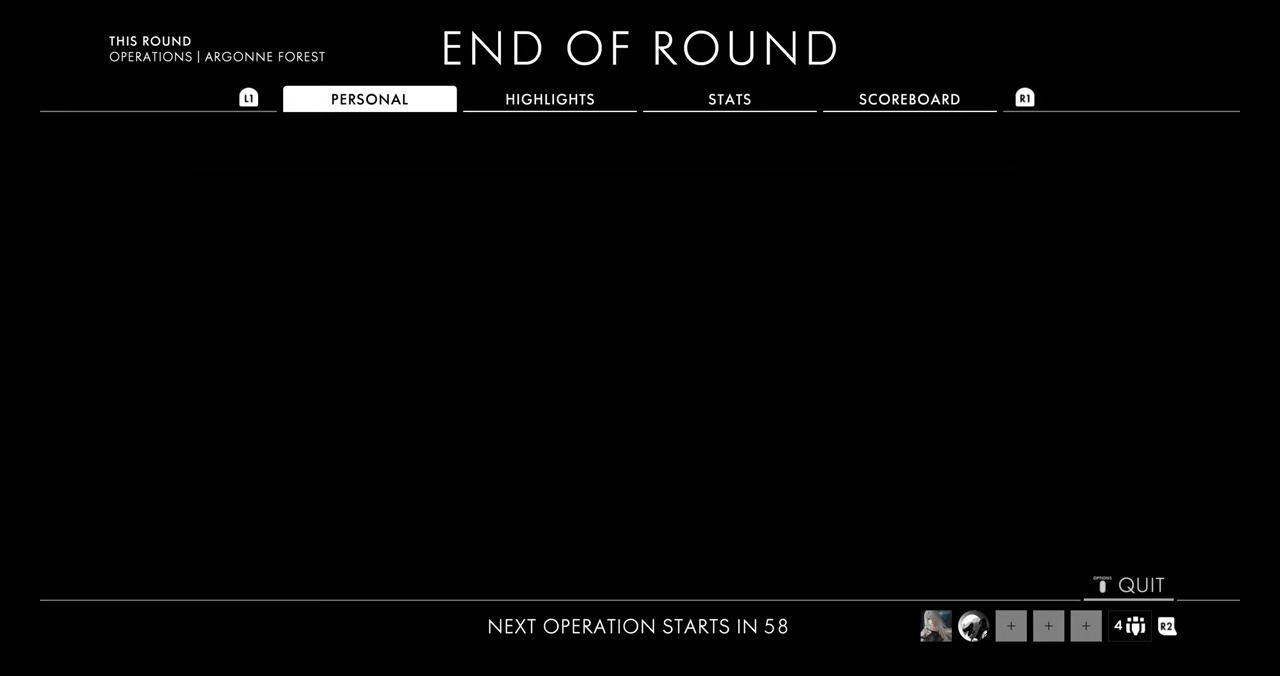 THIS ROUND
OPERATIONS | ARGONNE FOREST
END OF ROUND
L1
PERSONAL
HIGHLIGHTS
STATS
SCOREBOARD
R1
OPTIONS
QUIT
NEXT OPERATION STARTS IN 58
+
+
+
4
R2